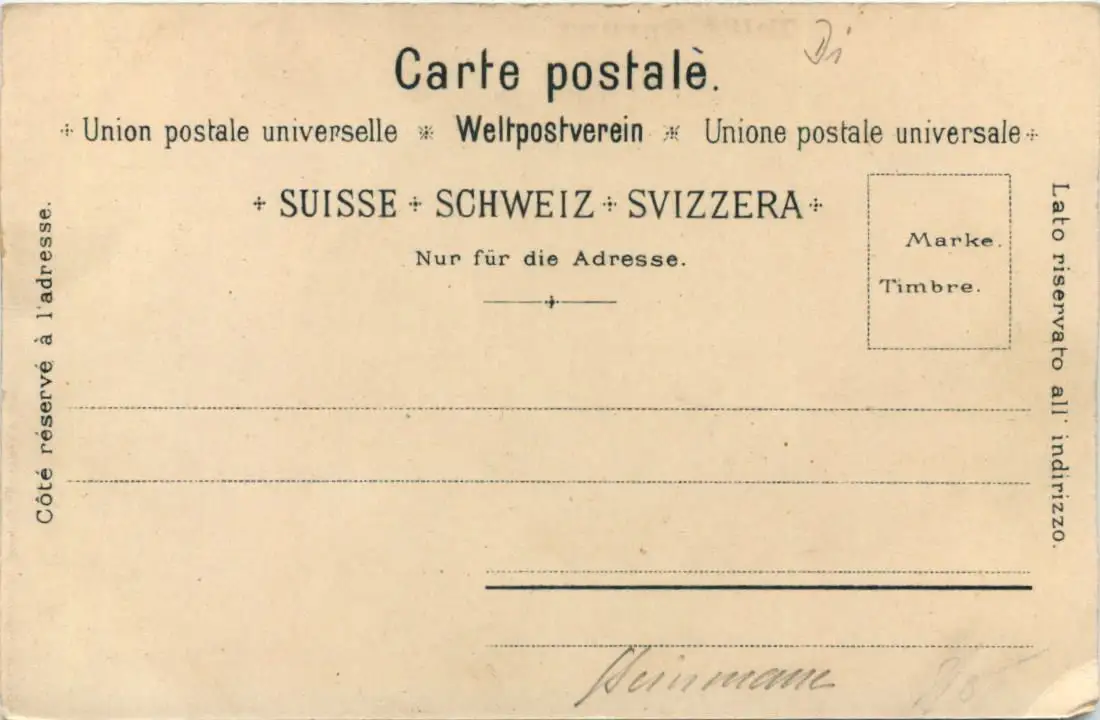 Di
Carte postalè.
Union postale universelle Weltpostverein Unione postale universale
SUISSE + SCHWEIZ + SVIZZERA
Nur für die Adresse.
Marke.
Timbre.
Côté réservé à l'adresse.
Lato riservato all' indirizzo.